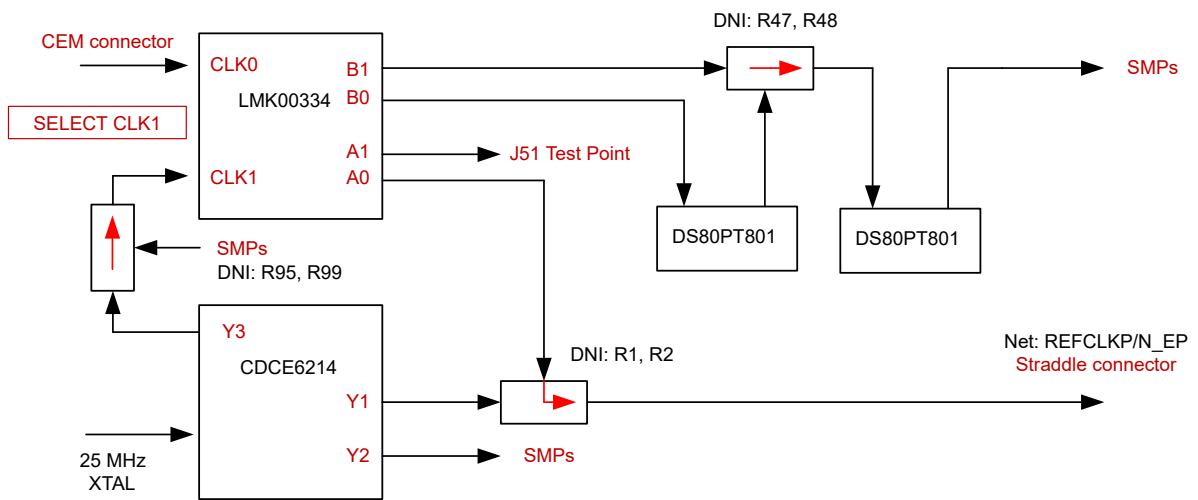 DNI: R47, R48
CEM connector
CLK0
B1
SMPs
LMK00334
B0
SELECT CLK1
A1
J51 Test Point
CLK1
A0
DS80PT801
DS80PT801
SMPs
DNI: R95, R99
Y3
Net: REFCLKP/N_EP
CDCE6214
DNI: R1, R2
Straddle connector
Y1
25 MHz
XTAL
Y2
SMPs